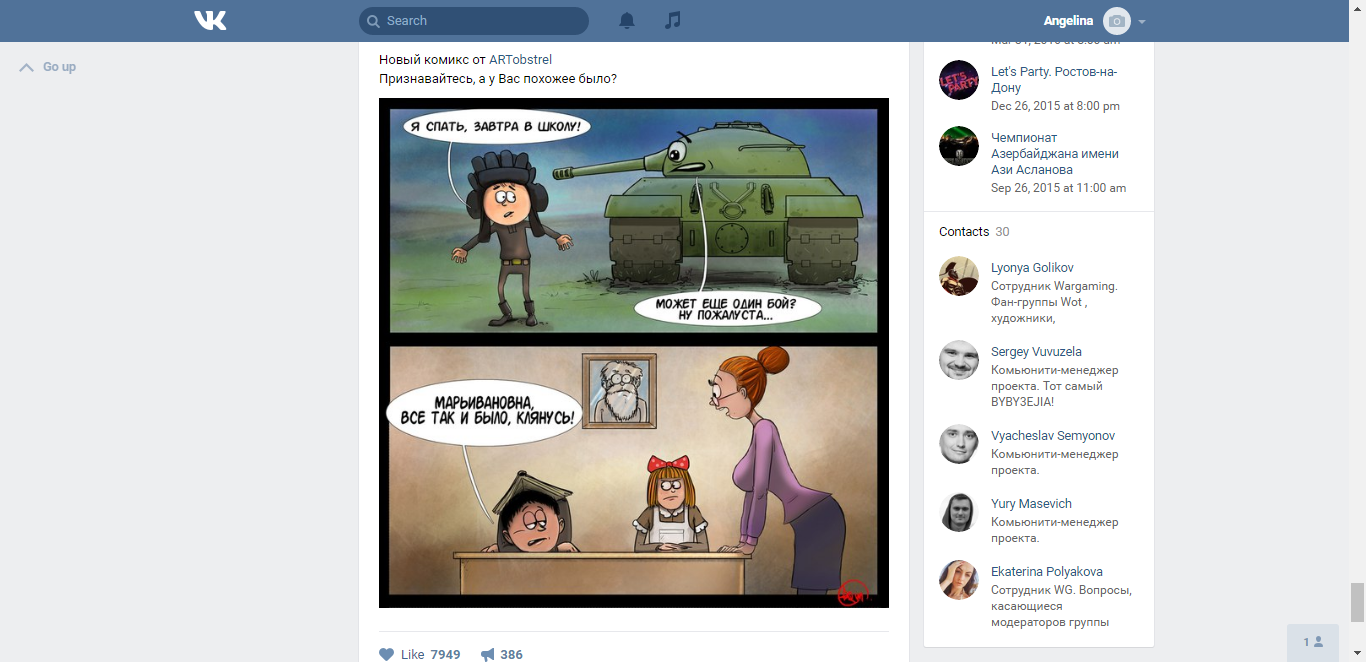 Search
Angelina
Go up
Новый комикс от ARTobstrel
Признавайтесь, а у Вас похожее было?
Я СПАТЬ, ЗАВТРА В ШКОЛУ!
МОЖЕТ ЕЩЕ ОДИН БОЙ?
НУ ПОЖАЛУСТА...
МАРЬИВАНОВНА,
ВСЕ ТАК И БЫЛО, КЛЯНУСЬ!
Like 7949
386
LET'S
PARTY
Let's Party. Ростов-на-
Дону
Dec 26, 2015 at 8:00 pm
Чемпионат
Азербайджана имени
Ази Асланова
Sep 26, 2015 at 11:00 am
Contacts 30
Lyonya Golikov
Сотрудник Wargaming.
Фан-группы Wot ,
художники,
Sergey Vuvuzela
Комьюнити-менеджер
проекта. Тот самый
BYBY3EJIA!
Vyacheslav Semyonov
Комьюнити-менеджер
проекта.
Yury Masevich
Комьюнити-менеджер
проекта.
Ekaterina Polyakova
Сотрудник WG. Вопросы,
касающиеся
модераторов группы
1